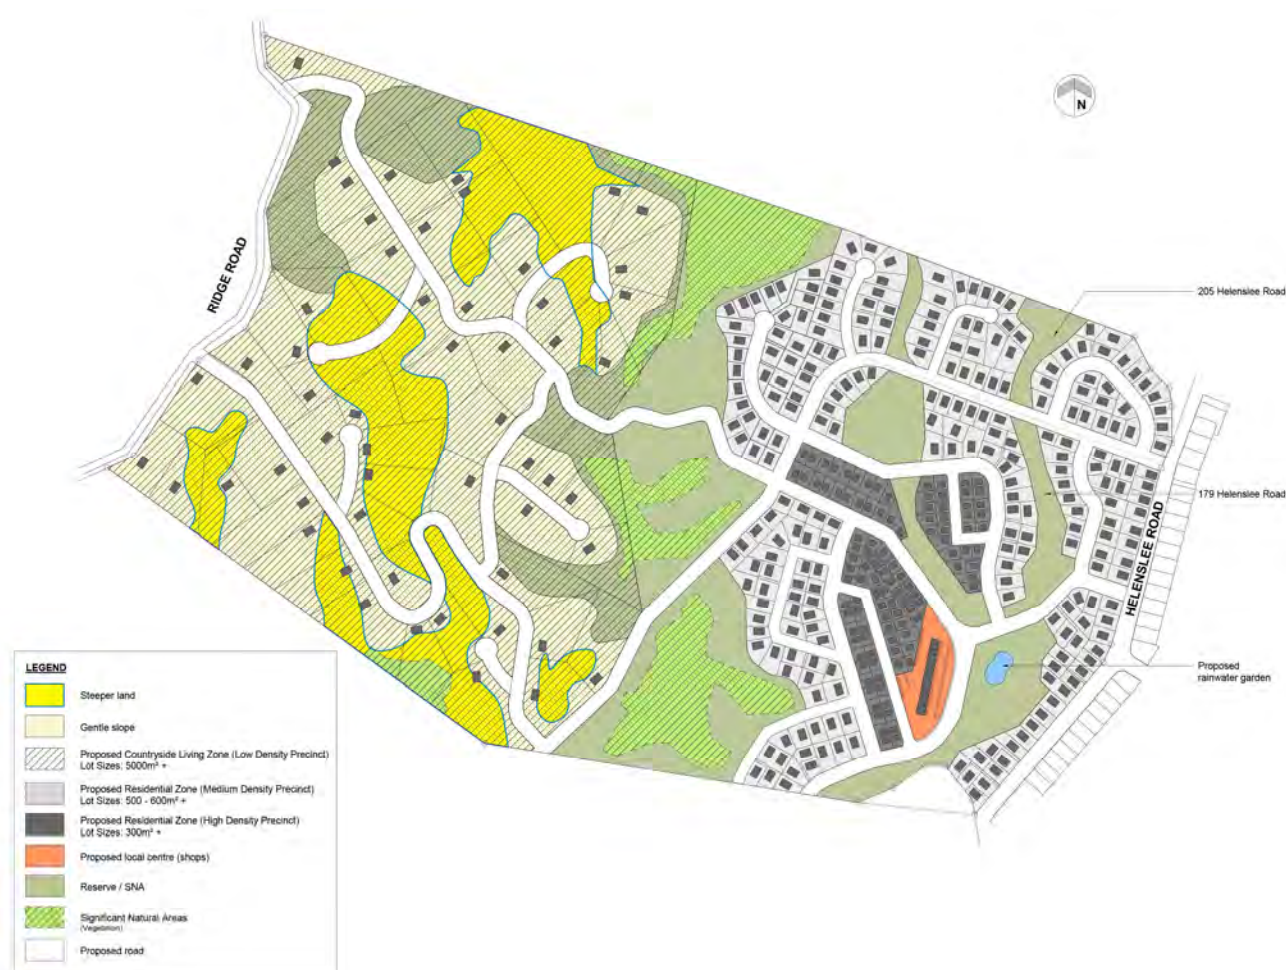 N
RIDGE ROAD
205 Helenslee Road
179 Helenslee Road
HELENSLEE ROAD
Proposed
rainwater garden
LEGEND
Steeper land
Gentle slope
Proposed Countryside Living Zone (Low Density Precinct)
Lot Sizes: 5000m² +
Proposed Residential Zone (Medium Density Precinct)
Lot Sizes: 500 - 600m² +
Proposed Residential Zone (High Density Precinct)
Lot Sizes: 300m² +
Proposed local centre (shops)
Reserve / SNA
Significant Natural Areas
(Vegetation)
Proposed road